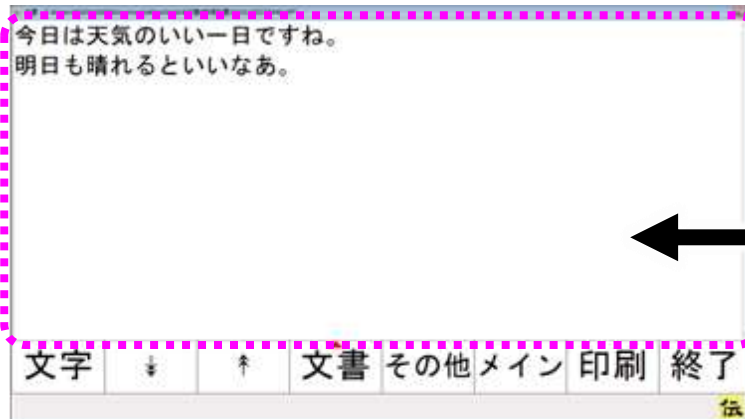 今日は天気のいい一日ですね。
明日も晴れるといいなあ。
文字 ↡ ↟ 文書 その他 メイン 印刷 終了
伝